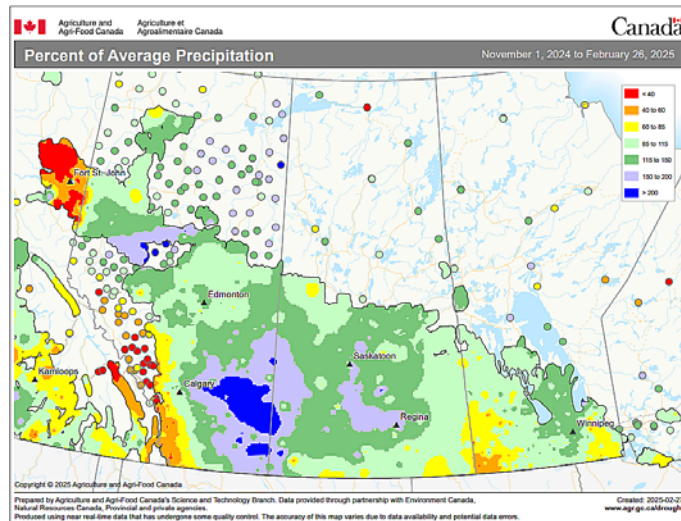 Agriculture and Agriculture et
Agri-Food Canada Agroalimentaire Canada
Canada
Percent of Average Precipitation
November 1, 2024 to February 26, 2025
< 40
40 to 60
60 to 85
85 to 115
115 to 150
150 to 200
> 200
Fort St. John
Edmonton
Saskatoon
Kamloops
Calgary
Regina
Winnipeg
Copyright © 2025 Agriculture and Agri-Food Canada
Prepared by Agriculture and Agri-Food Canada's Science and Technology Branch. Data provided through partnership with Environment Canada,
Created: 2025-02-27
Natural Resources Canada, Provincial and private agencies.
www.agr.gc.ca/drough
Produced using near real-time data that has undergone some quality control. The accuracy of this map varies due to data availability and potential data errors.